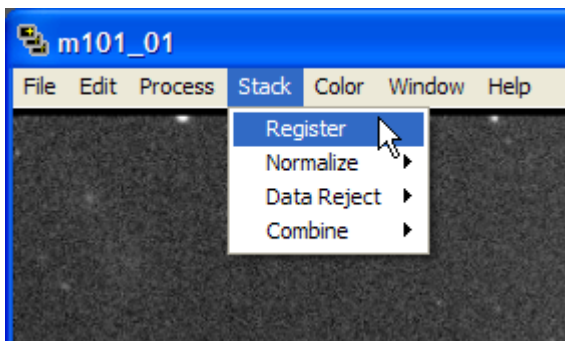 m101_01
File Edit Process Stack Color Window Help
Register
Normalize
Data Reject
Combine